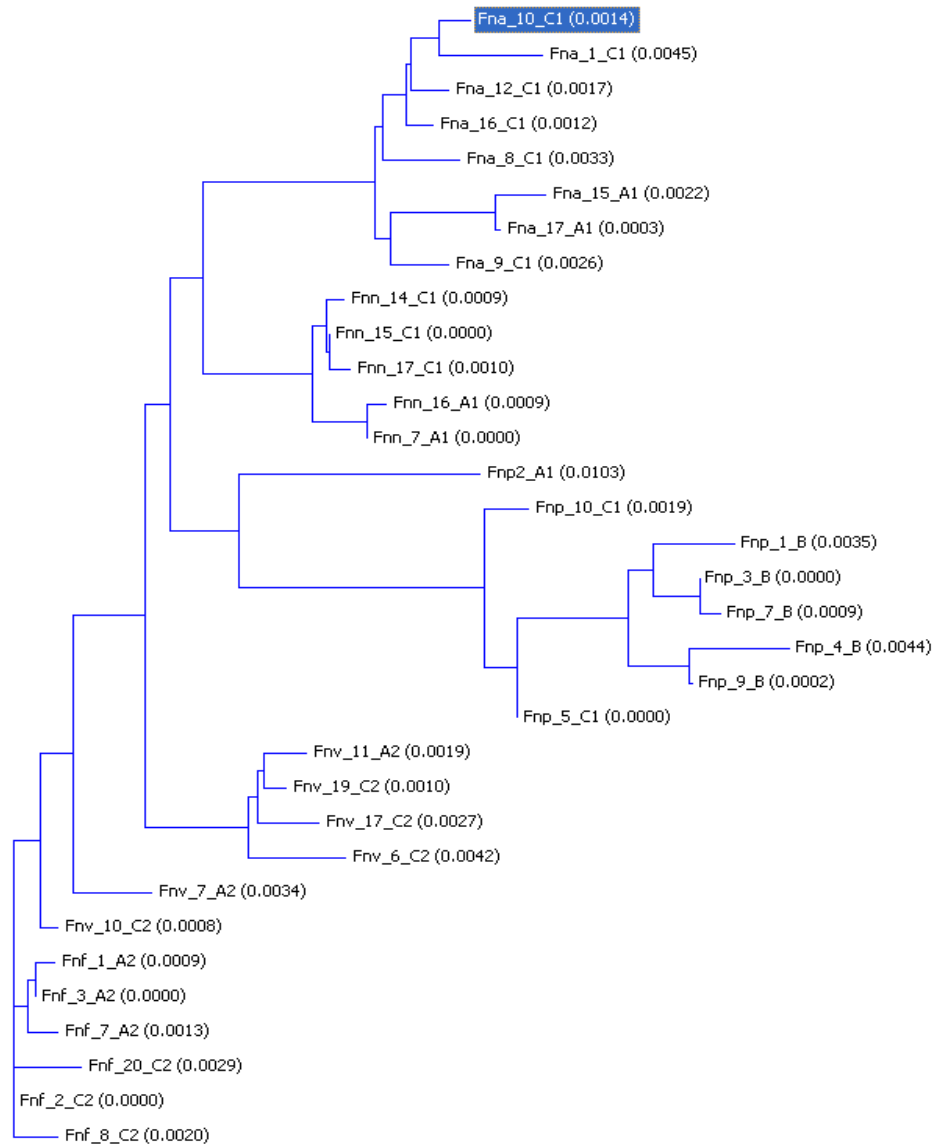 Fna_10_C1 (0.0014)
Fna_1_C1 (0.0045)
Fna_12_C1 (0.0017)
Fna_16_C1 (0.0012)
Fna_8_C1 (0.0033)
Fna_15_A1 (0.0022)
Fna_17_A1 (0.0003)
Fna_9_C1 (0.0026)
Fnn_14_C1 (0.0009)
Fnn_15_C1 (0.0000)
Fnn_17_C1 (0.0010)
Fnn_16_A1 (0.0009)
Fnn_7_A1 (0.0000)
Fnp2_A1 (0.0103)
Fnp_10_C1 (0.0019)
Fnp_1_B (0.0035)
Fnp_3_B (0.0000)
Fnp_7_B (0.0009)
Fnp_4_B (0.0044)
Fnp_9_B (0.0002)
Fnp_5_C1 (0.0000)
Fnv_11_A2 (0.0019)
Fnv_19_C2 (0.0010)
Fnv_17_C2 (0.0027)
Fnv_6_C2 (0.0042)
Fnv_7_A2 (0.0034)
Fnv_10_C2 (0.0008)
Fnf_1_A2 (0.0009)
Fnf_3_A2 (0.0000)
Fnf_7_A2 (0.0013)
Fnf_20_C2 (0.0029)
Fnf_2_C2 (0.0000)
Fnf_8_C2 (0.0020)